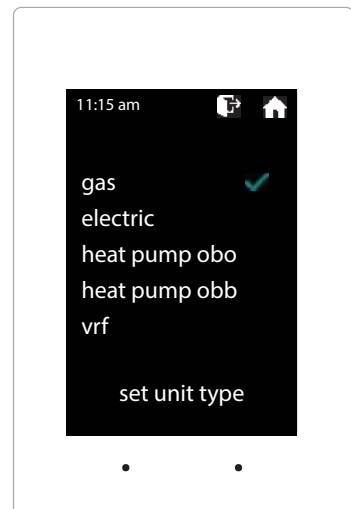 11:15 am
gas
electric
heat pump obo
heat pump obb
vrf
set unit type